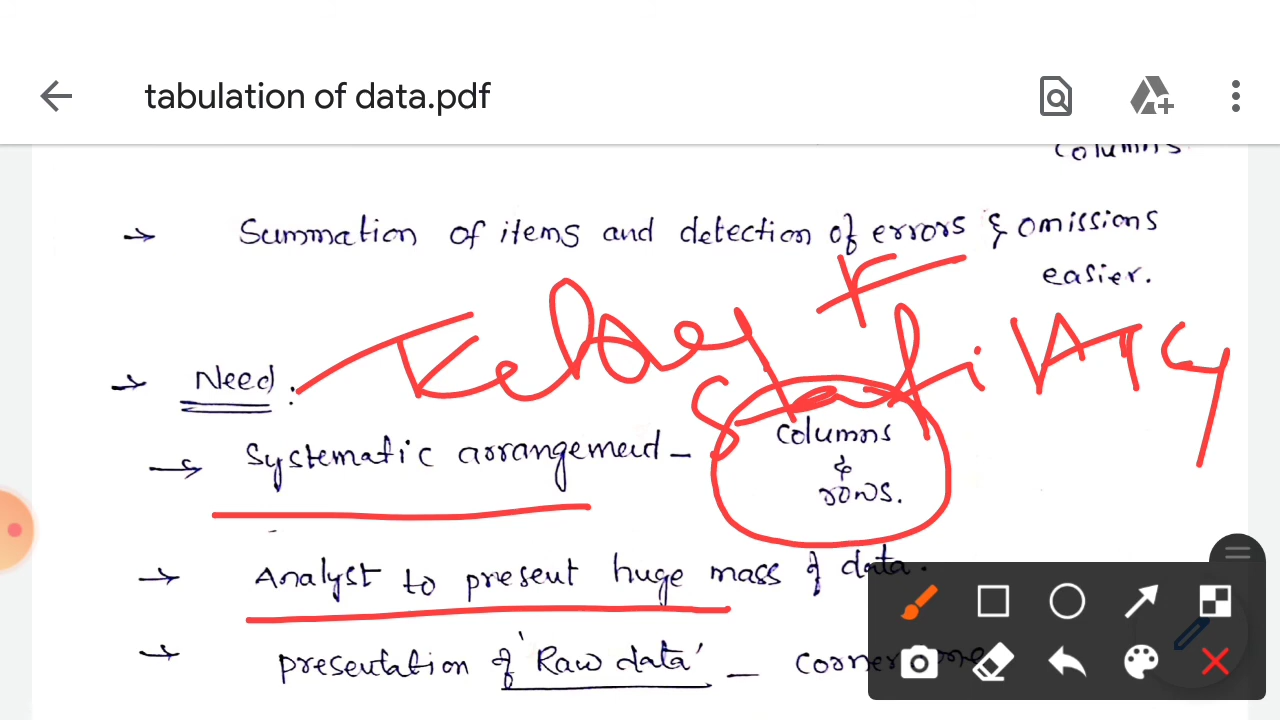 tabulation of data.pdf
columns
→ Summation of items and detection of errors & omissions
easier.
→ Need :
→ Systematic arrangement – columns
&
rows.
→ Analyst to present huge mass of data.
→ presentation of 'Raw data' –